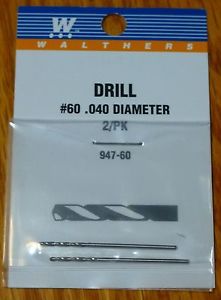 W
WALTHERS
DRILL
#60 .040 DIAMETER
2/PK
947-60